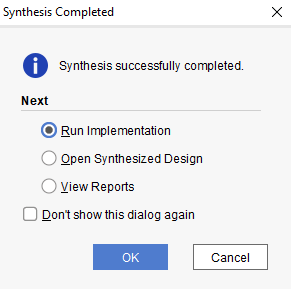 Synthesis Completed
Synthesis successfully completed.
Next
Run Implementation
Open Synthesized Design
View Reports
Don't show this dialog again
OK Cancel